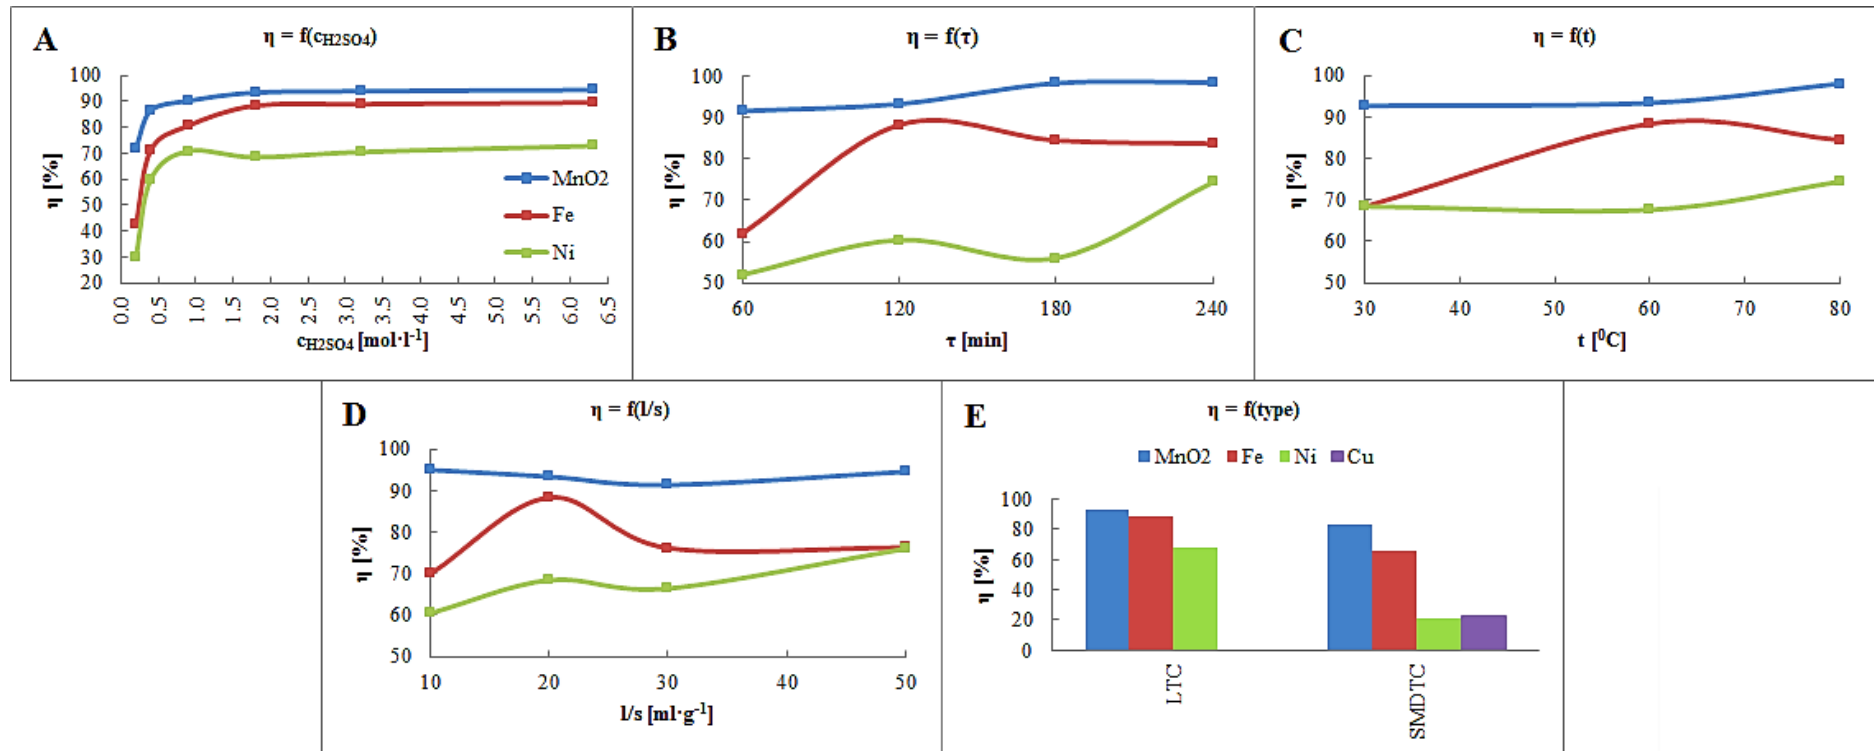 A
η = f(cH2SO4)
100
90
80
70
60
50
40
30
20
η [%]
MnO2
Fe
Ni
0.0
0.5
1.0
1.5
2.0
2.5
3.0
3.5
4.0
4.5
5.0
5.5
6.0
6.5
cH2SO4 [mol·l-1]
B
η = f(τ)
100
90
80
70
60
50
η [%]
60 120 180 240
τ [min]
C
η = f(t)
100
90
80
70
60
50
η [%]
30 40 50 60 70 80
t [0C]
D
η = f(l/s)
100
90
80
70
60
50
η [%]
10 20 30 40 50
l/s [ml·g-1]
E
η = f(type)
MnO2 Fe Ni Cu
100
80
60
40
20
0
η [%]
LTC
SMDTC